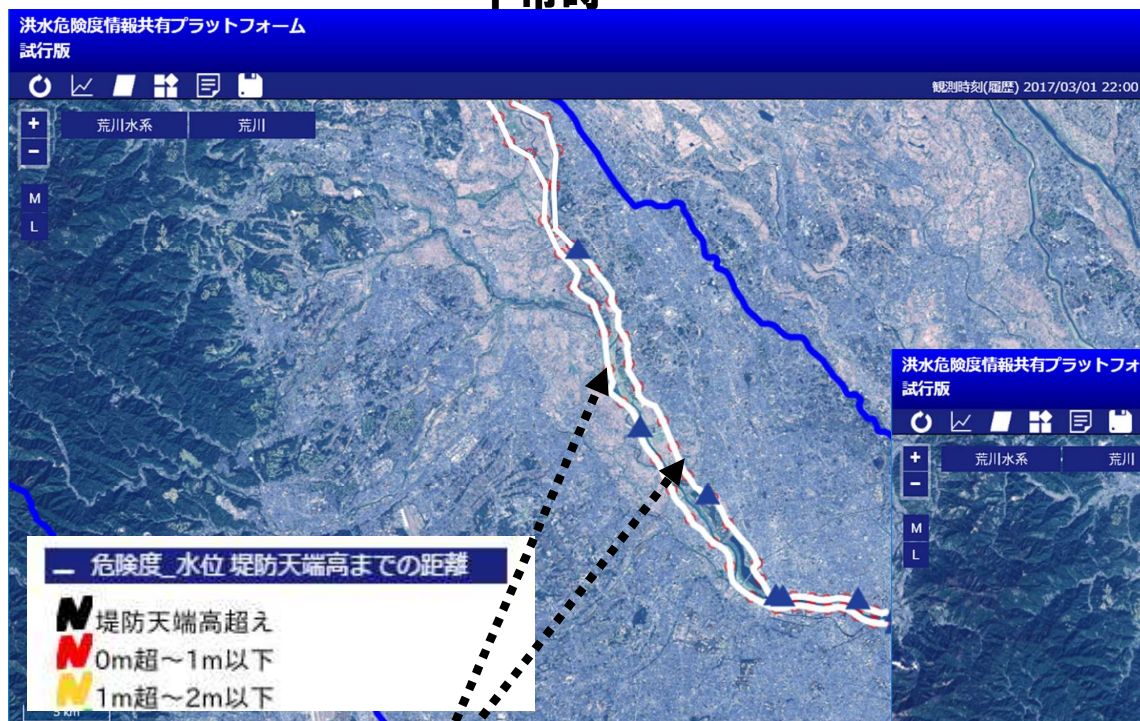 平常時
洪水危険度情報共有プラットフォーム
試行版
観測時刻(履歴) 2017/03/01 22:00
荒川水系
荒川
M
L
危険度_水位 堤防天端高までの距離
堤防天端高超え
0m超～1m以下
1m超～2m以下
5 km
洪水危険度情報共有プラットフォ
試行版
荒川水系
荒川
M
L